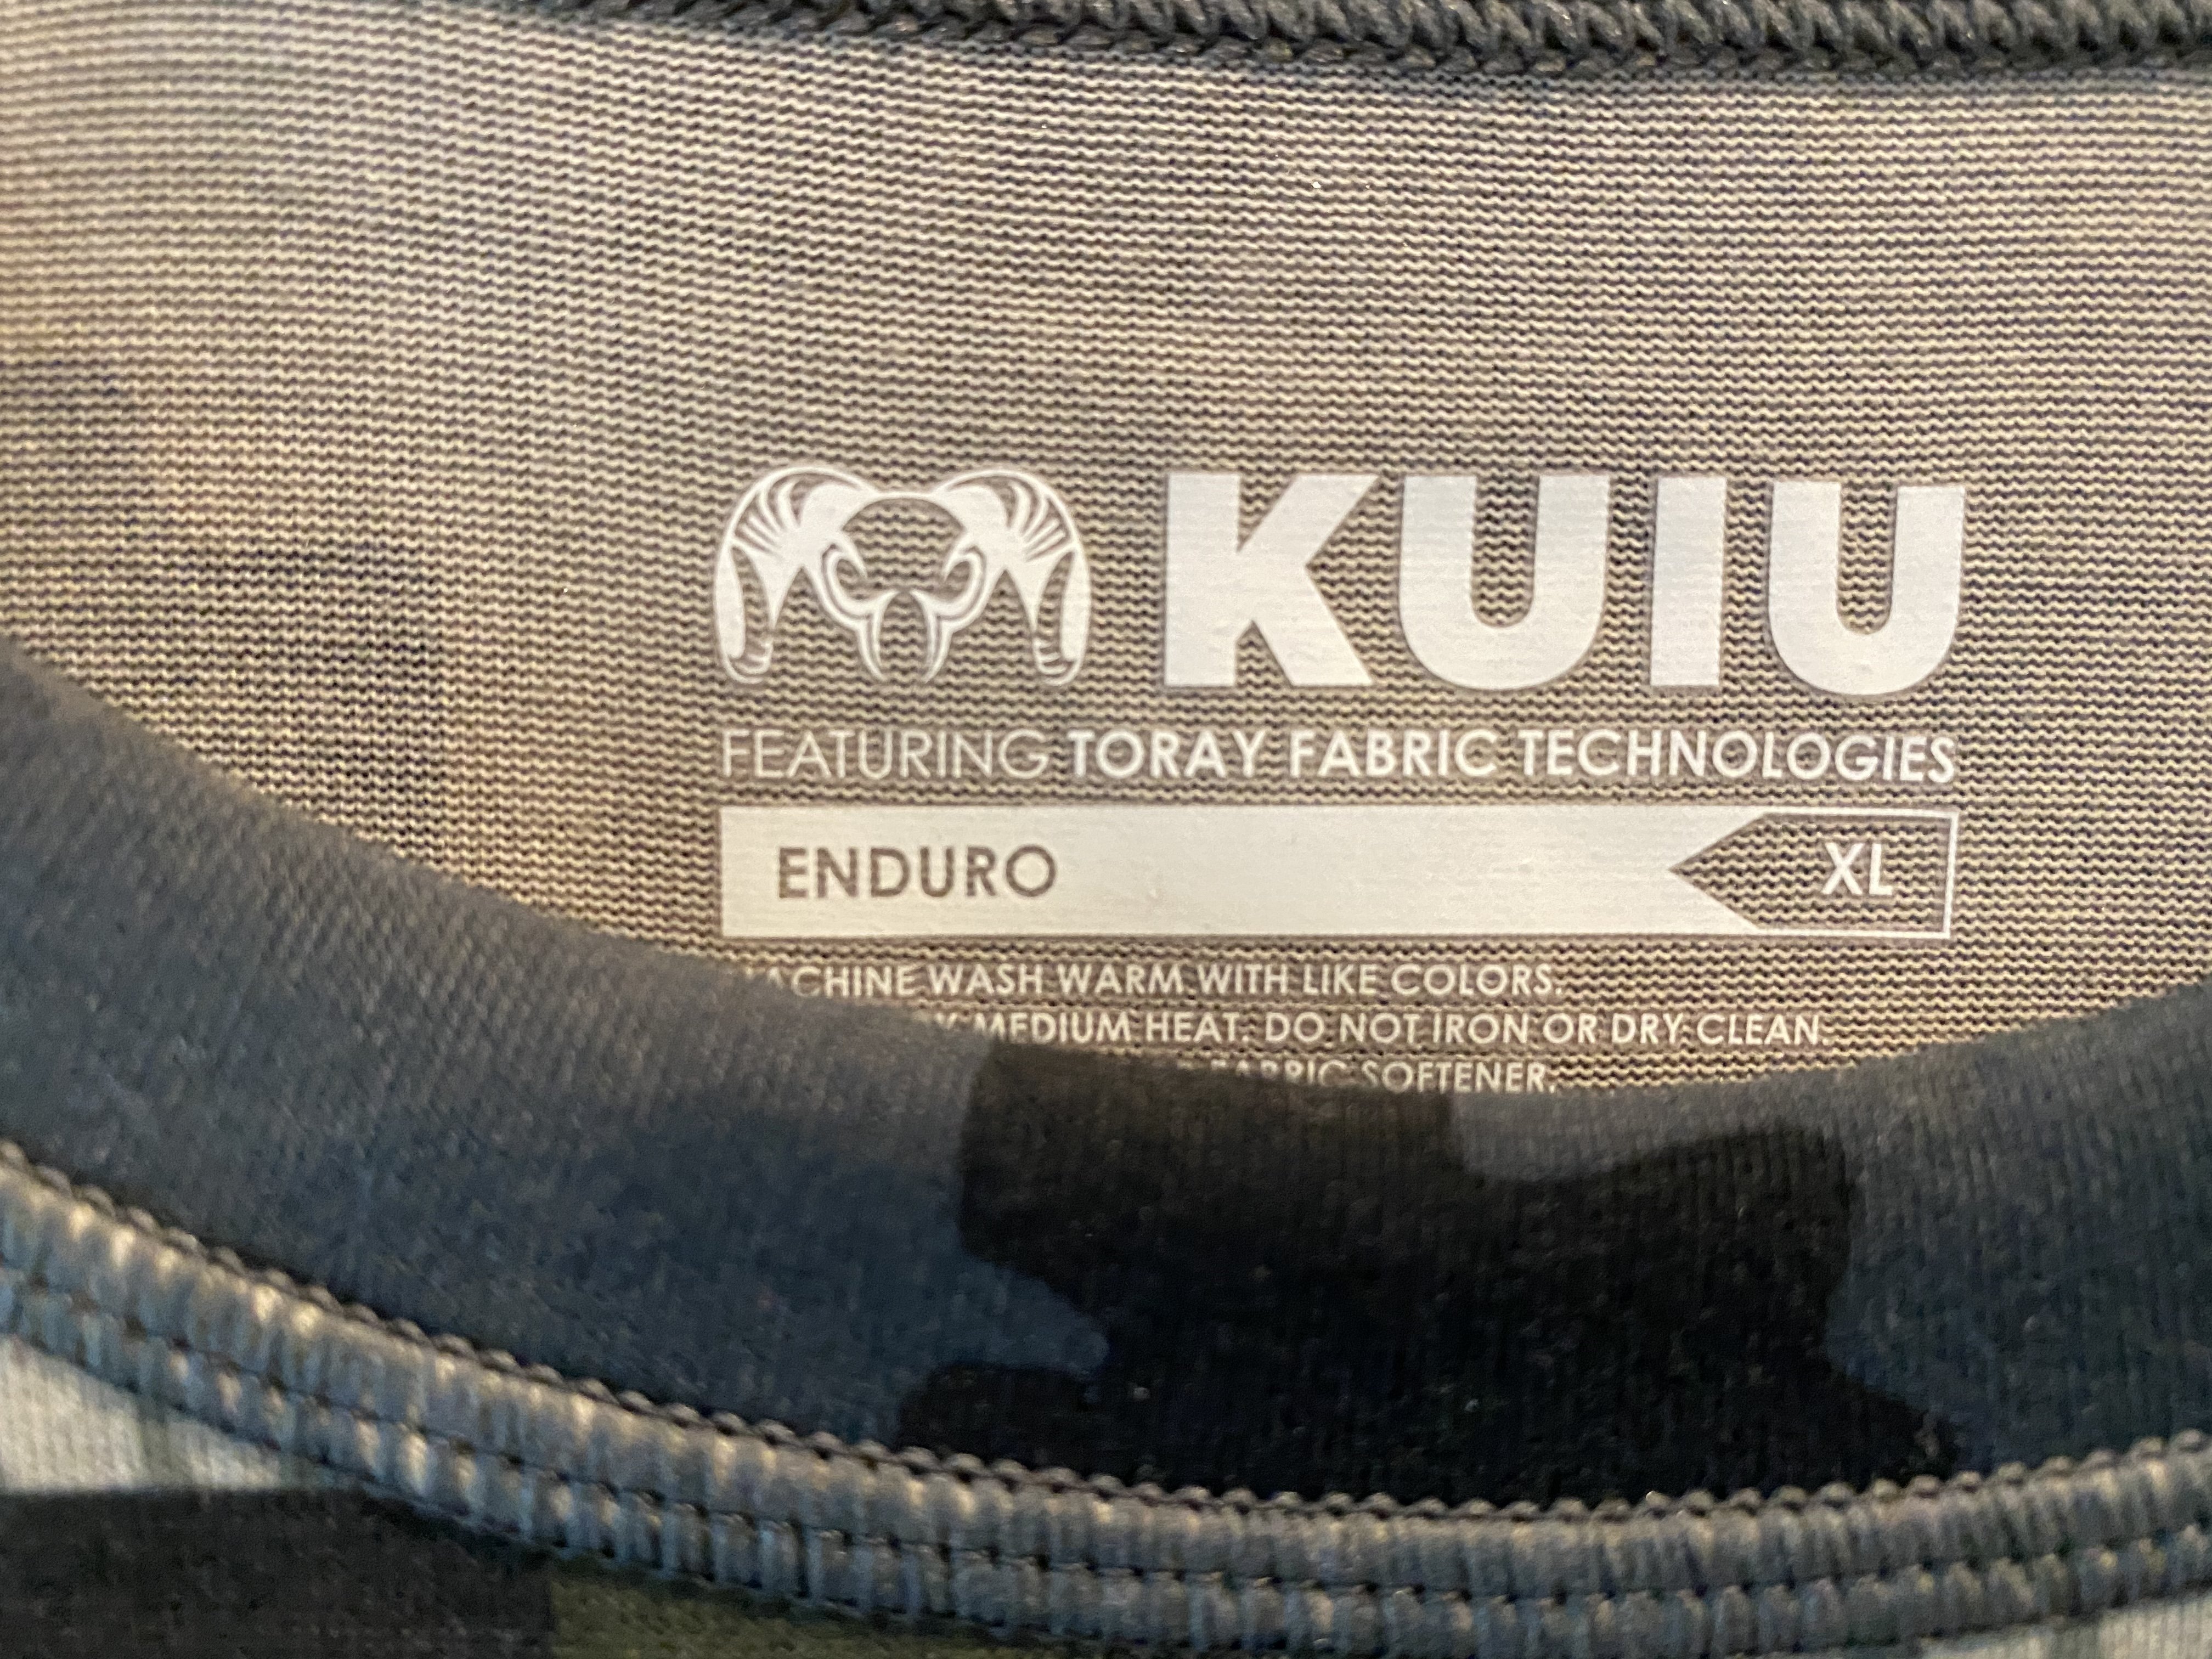 KUIU
FEATURING TORAY FABRIC TECHNOLOGIES
ENDURO XL
WASH WARM WITH LIKE COLORS.
MEDIUM HEAT. DO NOT IRON OR DRY CLEAN.
FABRIC SOFTENER.